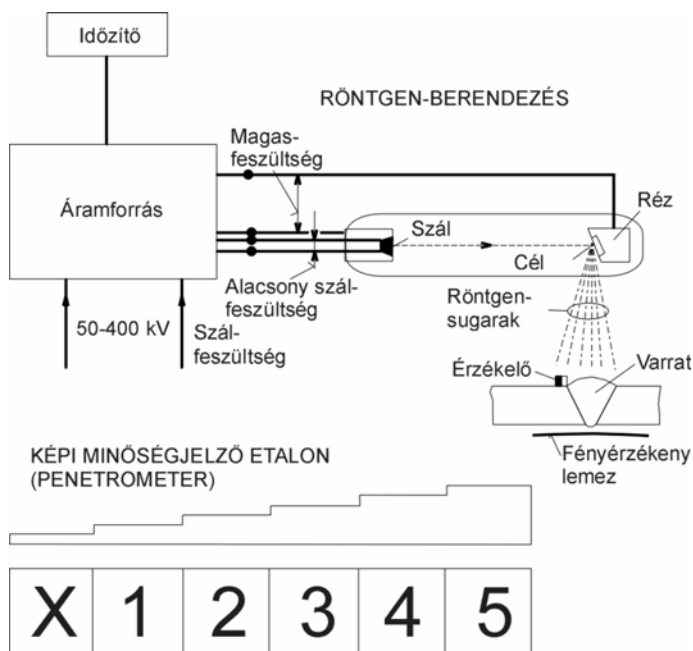 Időzítő
RÖNTGEN-BERENDEZÉS
Magas-
feszültség
Áramforrás
Szál
Réz
Cél
Alacsony szál-
feszültség
Röntgen-
sugarak
50-400 kV
Szál-
feszültség
Érzékelő
Varrat
KÉPI MINŐSÉGJELZŐ ETALON
(PENETROMETER)
Fényérzékeny
lemez
X 1 2 3 4 5